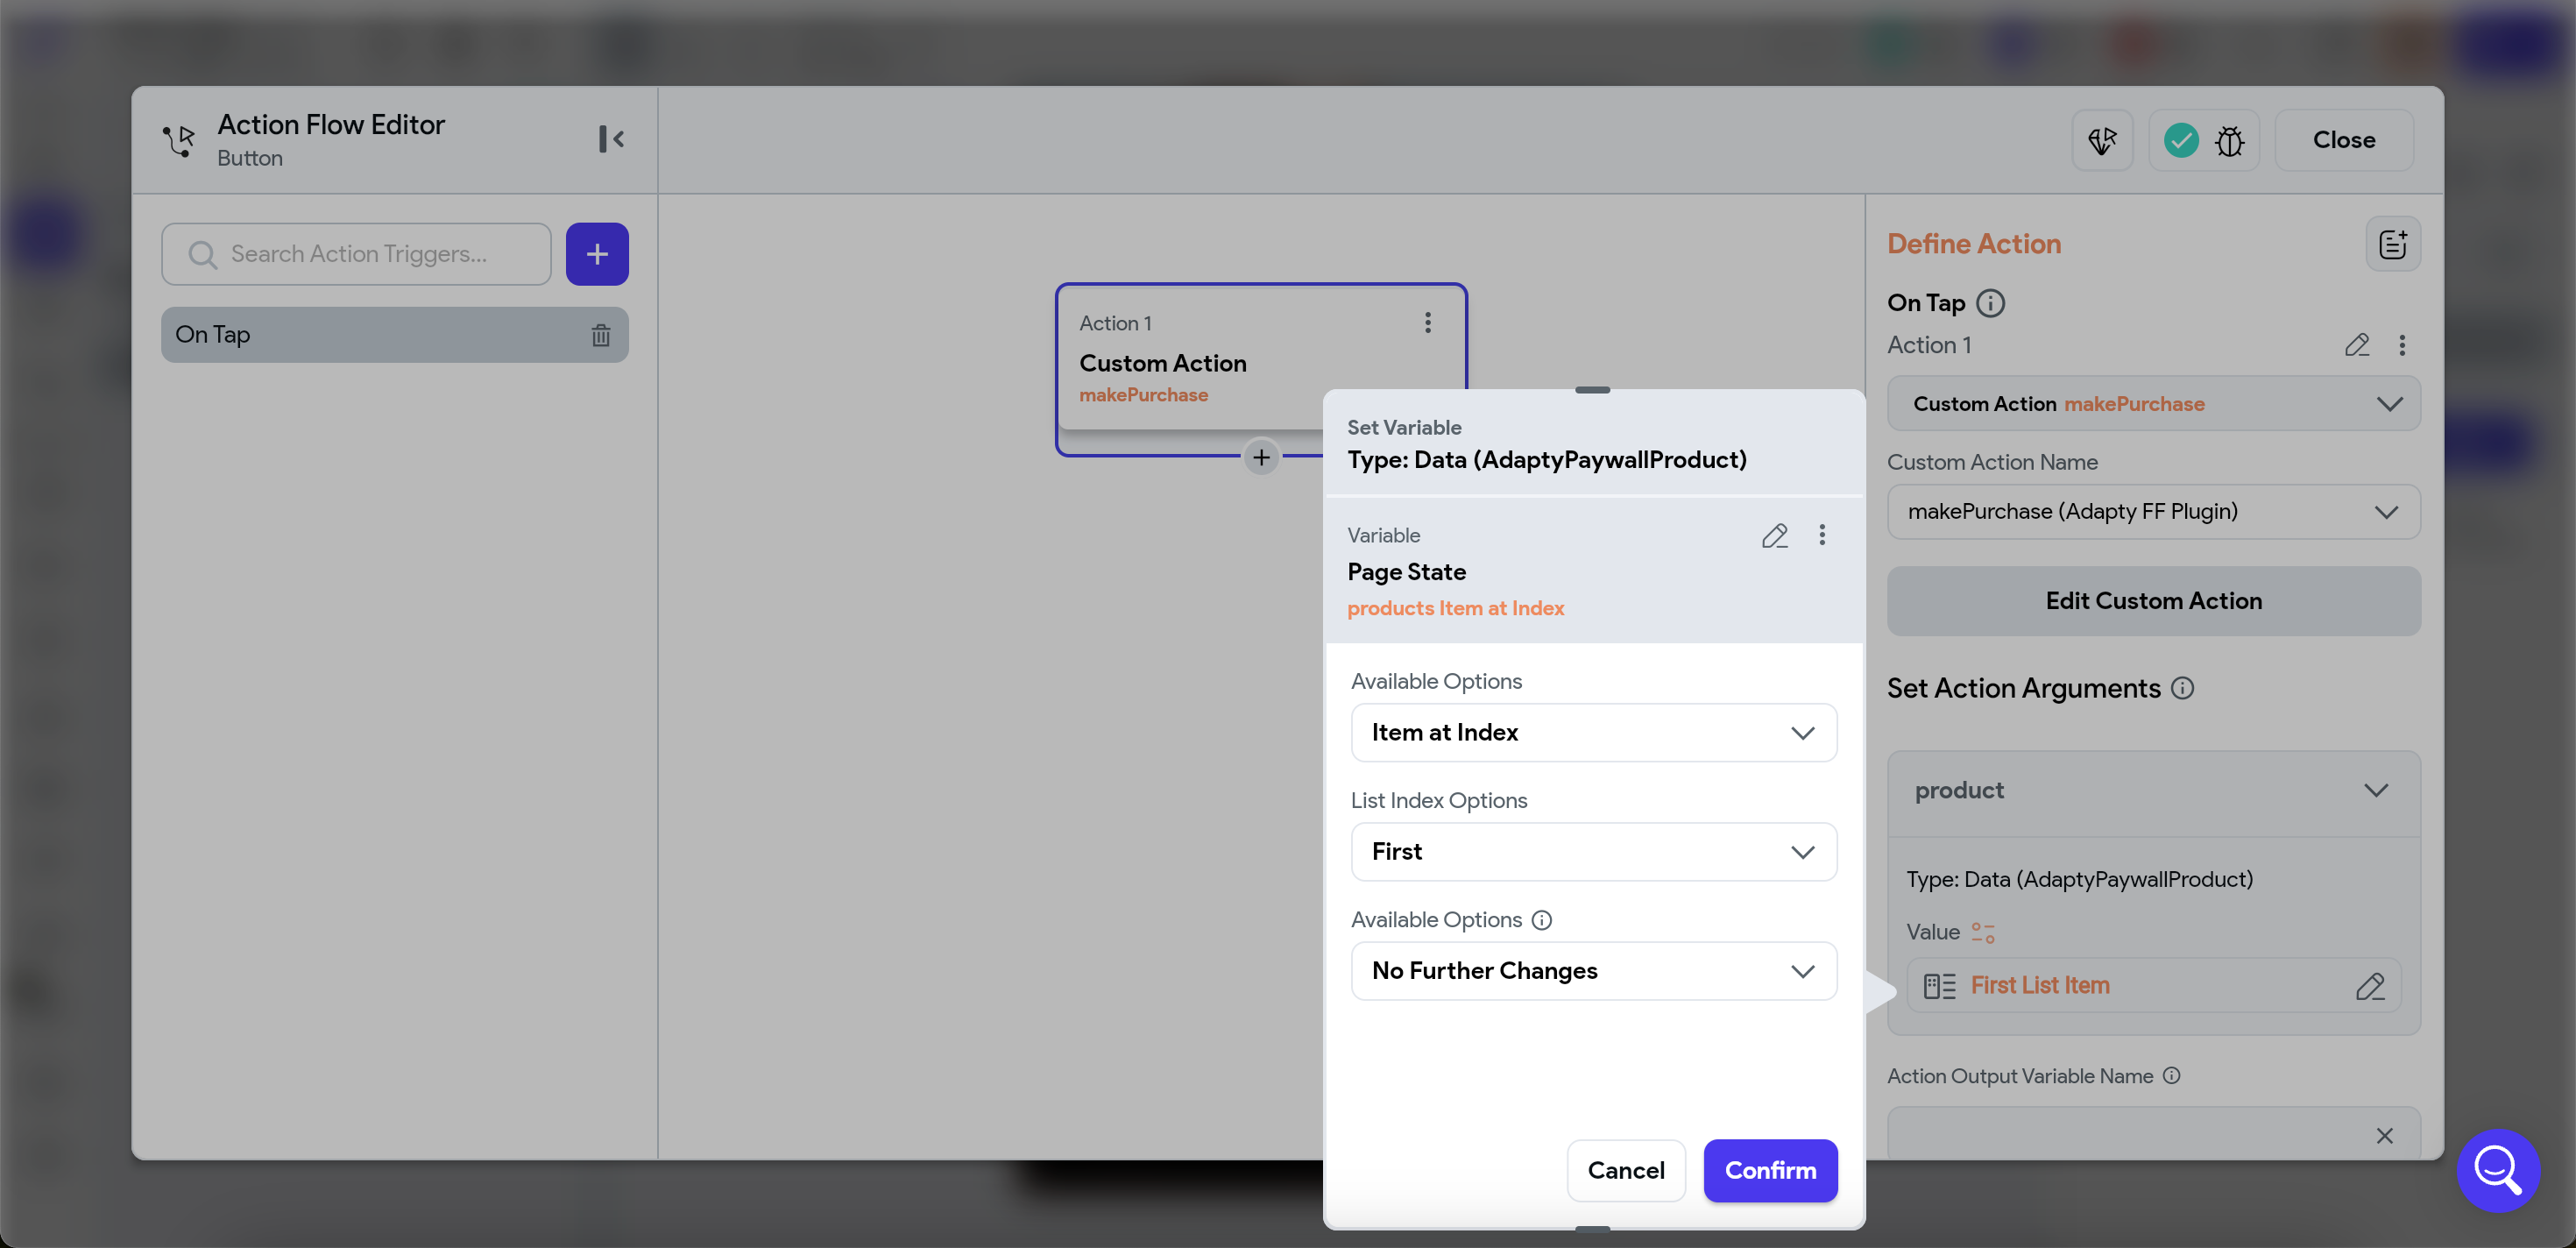 Action Flow Editor
Button
Close
Search Action Triggers...
On Tap
Action 1
Custom Action
makePurchase
Set Variable
Type: Data (AdaptyPaywallProduct)
Variable
Page State
products Item at Index
Available Options
Item at Index
List Index Options
First
Available Options
No Further Changes
Cancel
Confirm
Define Action
On Tap
Action 1
Custom Action makePurchase
Custom Action Name
makePurchase (Adapty FF Plugin)
Edit Custom Action
Set Action Arguments
product
Type: Data (AdaptyPaywallProduct)
Value
First List Item
Action Output Variable Name